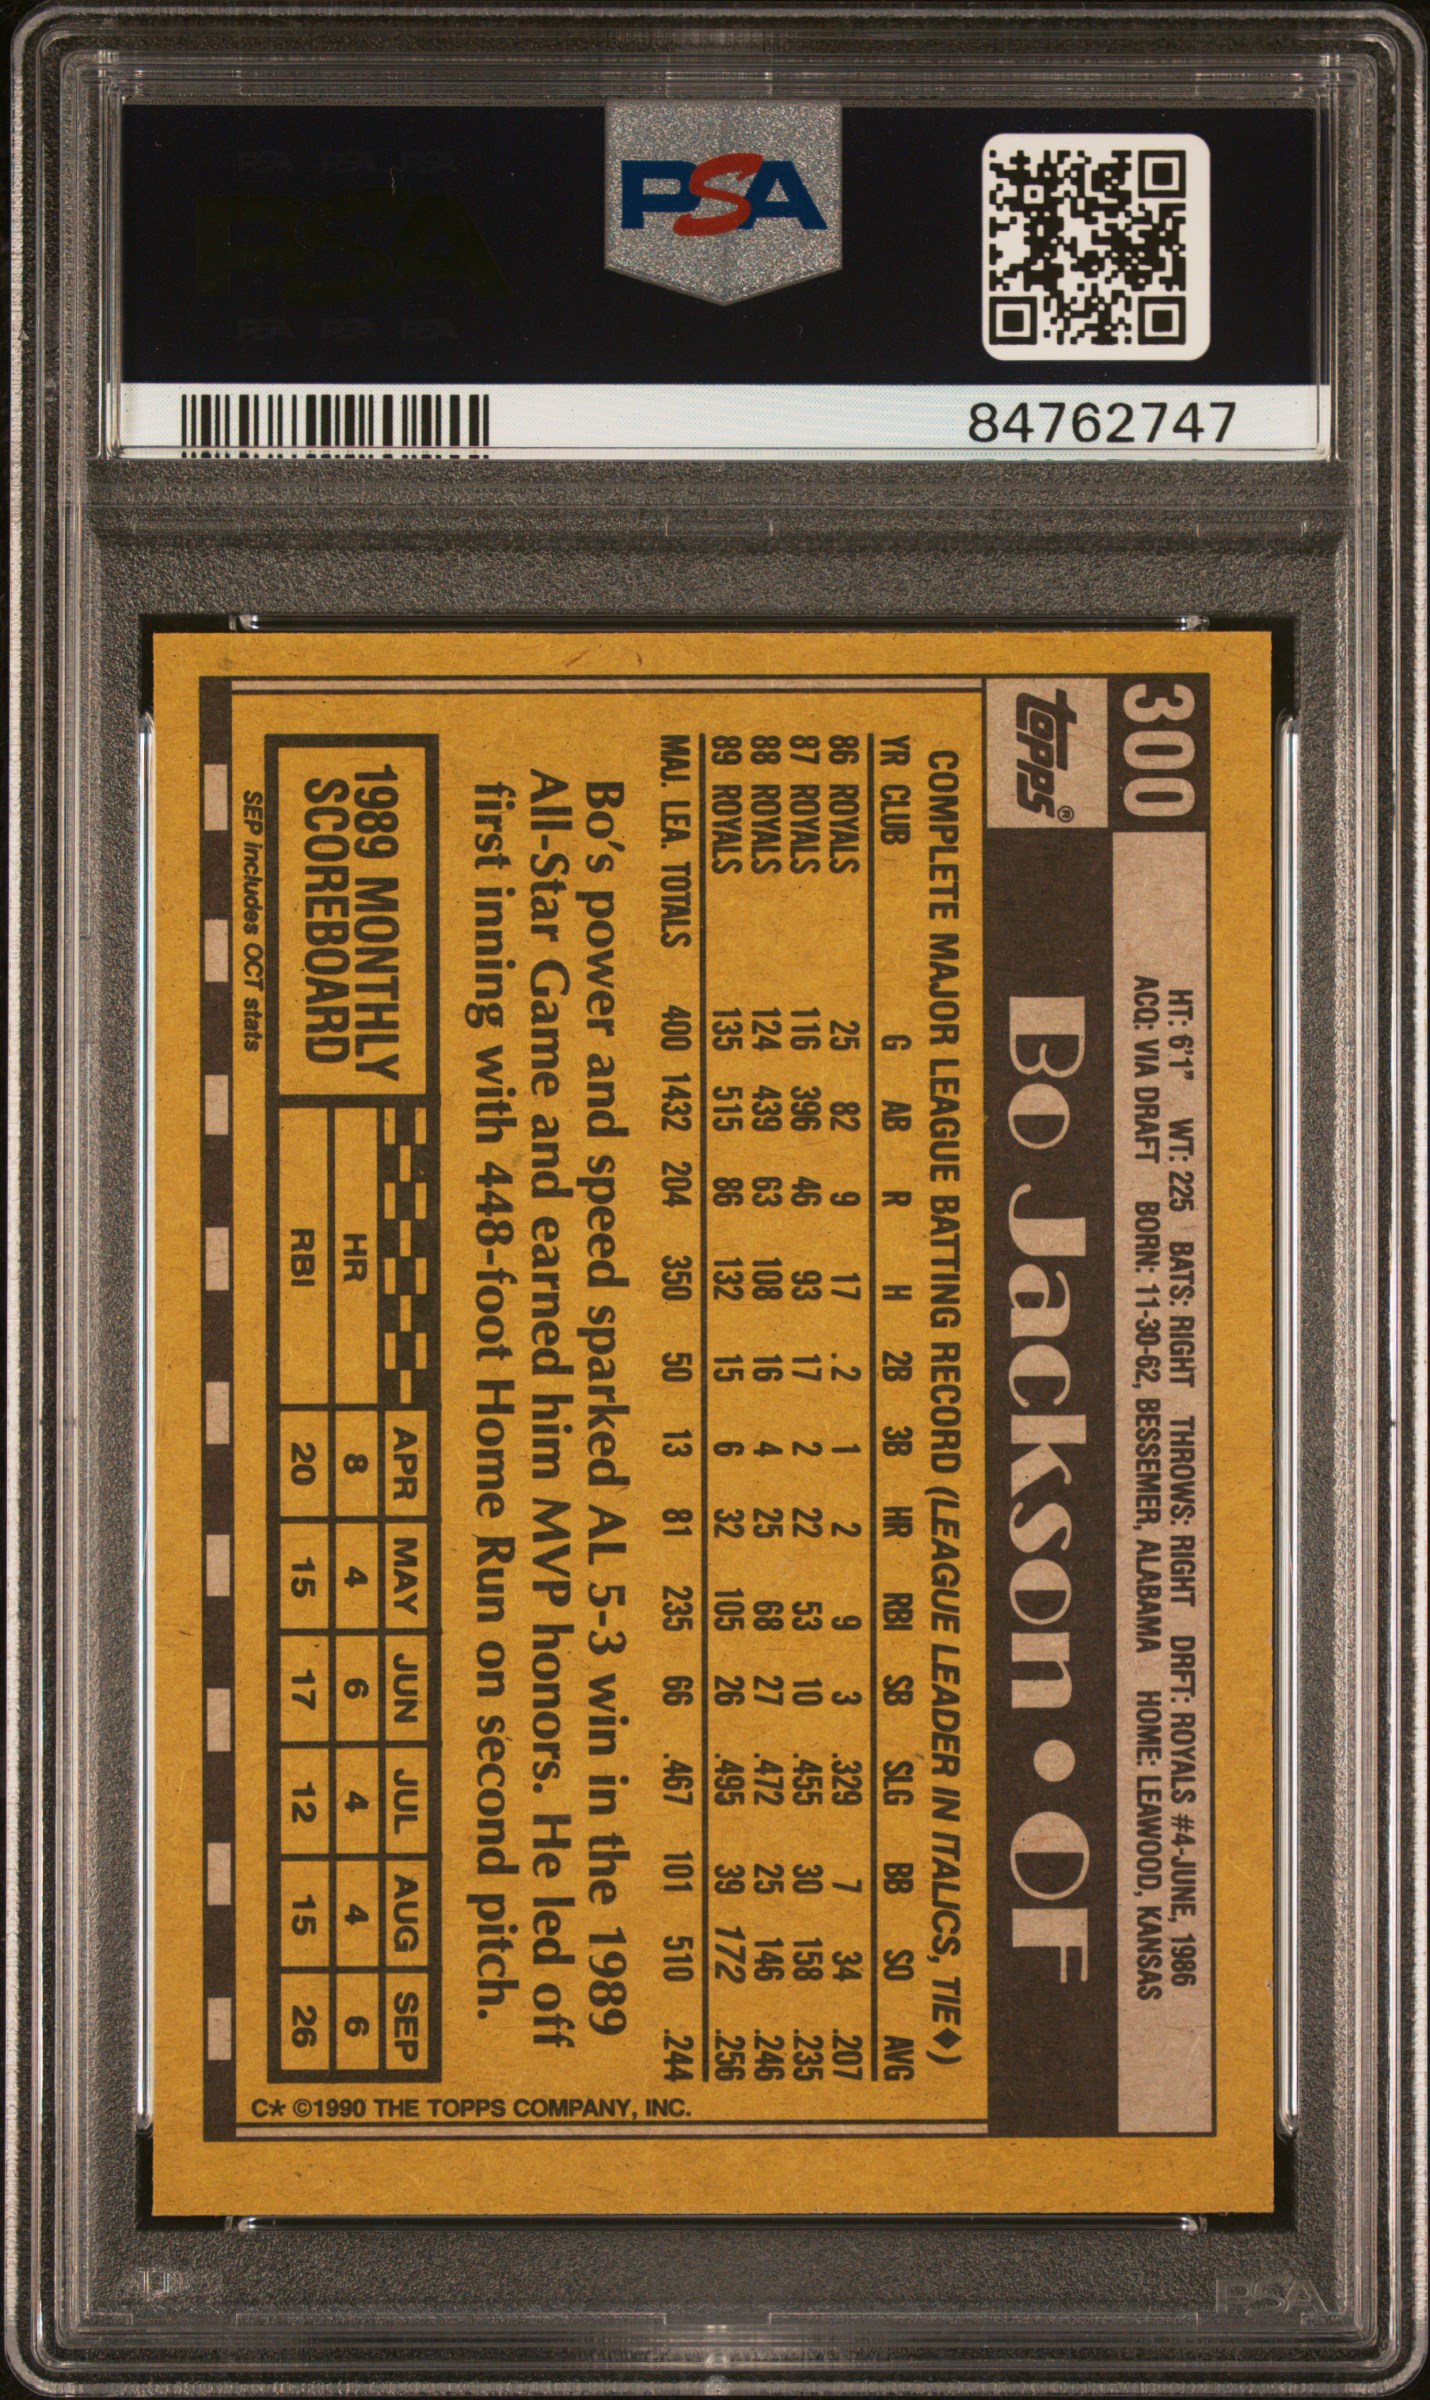 PSA
PSA PSA PSA
PSA
PSA PSA PSA
84762747
300
HT: 6'1" WT: 225 BATS: RIGHT THROWS: RIGHT DRFT: ROYALS #4-JUNE, 1986
ACQ: VIA DRAFT BORN: 11-30-62, BESSEMER, ALABAMA HOME: LEAWOOD, KANSAS
topps®
Bo Jackson • OF
COMPLETE MAJOR LEAGUE BATTING RECORD (LEAGUE LEADER IN ITALICS, TIE♦)
YR CLUB G AB R H 2B 3B HR RBI SB SLG BB SO AVG
86 ROYALS 25 82 9 17 .2 1 2 9 3 .329 7 34 .207
87 ROYALS 116 396 46 93 17 2 22 53 10 .455 30 158 .235
88 ROYALS 124 439 63 108 16 4 25 68 27 .472 25 146 .246
89 ROYALS 135 515 86 132 15 6 32 105 26 .495 39 172 .256
MAJ. LEA. TOTALS 400 1432 204 350 50 13 81 235 66 .467 101 510 .244
Bo's power and speed sparked AL 5-3 win in the 1989
All-Star Game and earned him MVP honors. He led off
first inning with 448-foot Home Run on second pitch.
1989 MONTHLY
SCOREBOARD
APR MAY JUN JUL AUG SEP
HR 8 4 6 4 4 6
RBI 20 15 17 12 15 26
SEP includes OCT stats
C* ©1990 THE TOPPS COMPANY, INC.
PSA